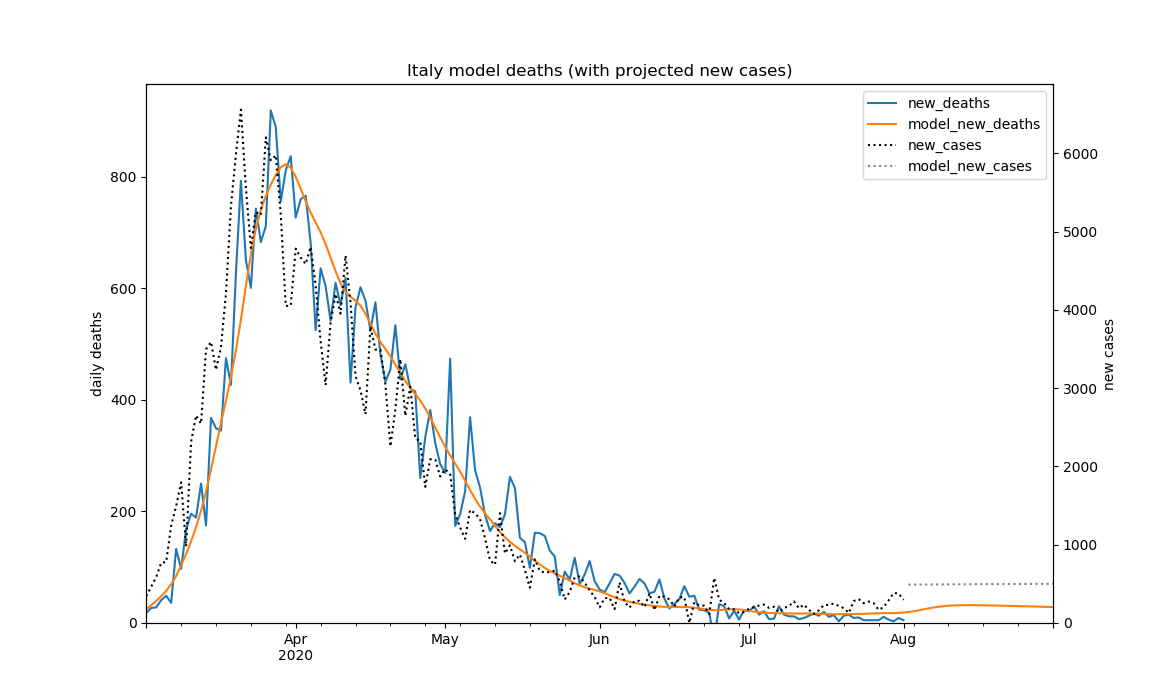 Italy model deaths (with projected new cases)
new_deaths
model_new_deaths
new_cases
model_new_cases
daily deaths
800
600
400
200
0
6000
5000
4000
3000
2000
1000
0
new cases
Apr
2020
May
Jun
Jul
Aug